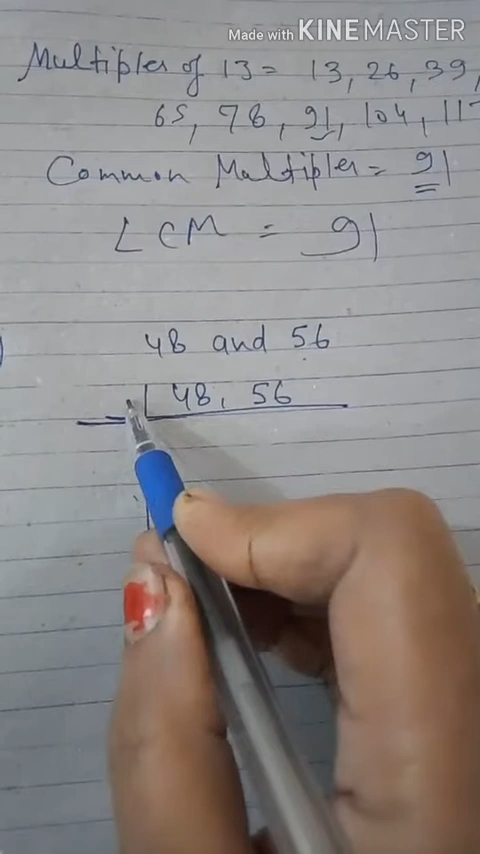 Made with KINEMASTER
Multiples of 13 = 13, 26, 39,
65, 78, 91, 104, 117
Common Multiples = 91
LCM = 91
) 48 and 56
48, 56